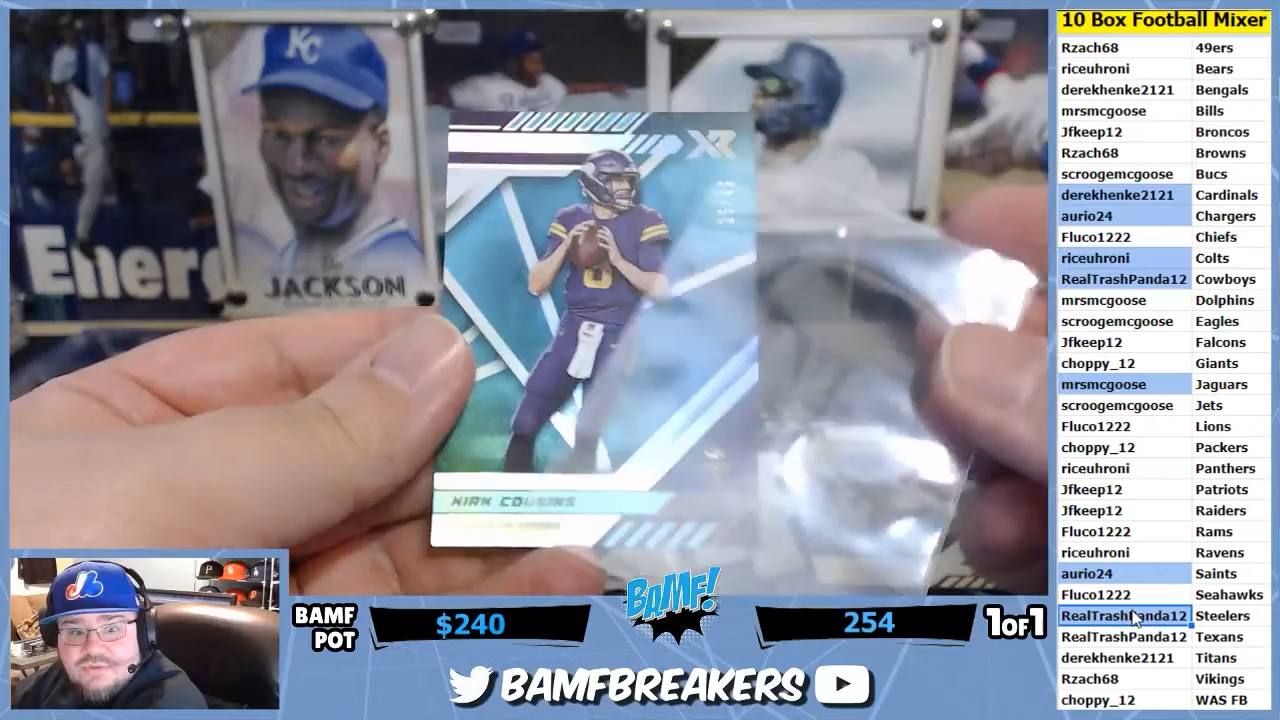 10 Box Football Mixer
Rzach68 49ers
riceuhroni Bears
derekhenke2121 Bengals
mrsmcgoose Bills
Jfkeep12 Broncos
Rzach68 Browns
scroogemcgoose Bucs
derekhenke2121 Cardinals
aurio24 Chargers
Fluco1222 Chiefs
riceuhroni Colts
RealTrashPanda12 Cowboys
mrsmcgoose Dolphins
scroogemcgoose Eagles
Jfkeep12 Falcons
choppy_12 Giants
mrsmcgoose Jaguars
scroogemcgoose Jets
Fluco1222 Lions
choppy_12 Packers
riceuhroni Panthers
Jfkeep12 Patriots
Jfkeep12 Raiders
Fluco1222 Rams
riceuhroni Ravens
aurio24 Saints
Fluco1222 Seahawks
RealTrashPanda12 Steelers
RealTrashPanda12 Texans
derekhenke2121 Titans
Rzach68 Vikings
choppy_12 WAS FB
KC
JACKSON
Ener
XR
8
KIRK COUSINS
BAMF POT
$240
BAMF!
254
1OF1
BAMFBREAKERS